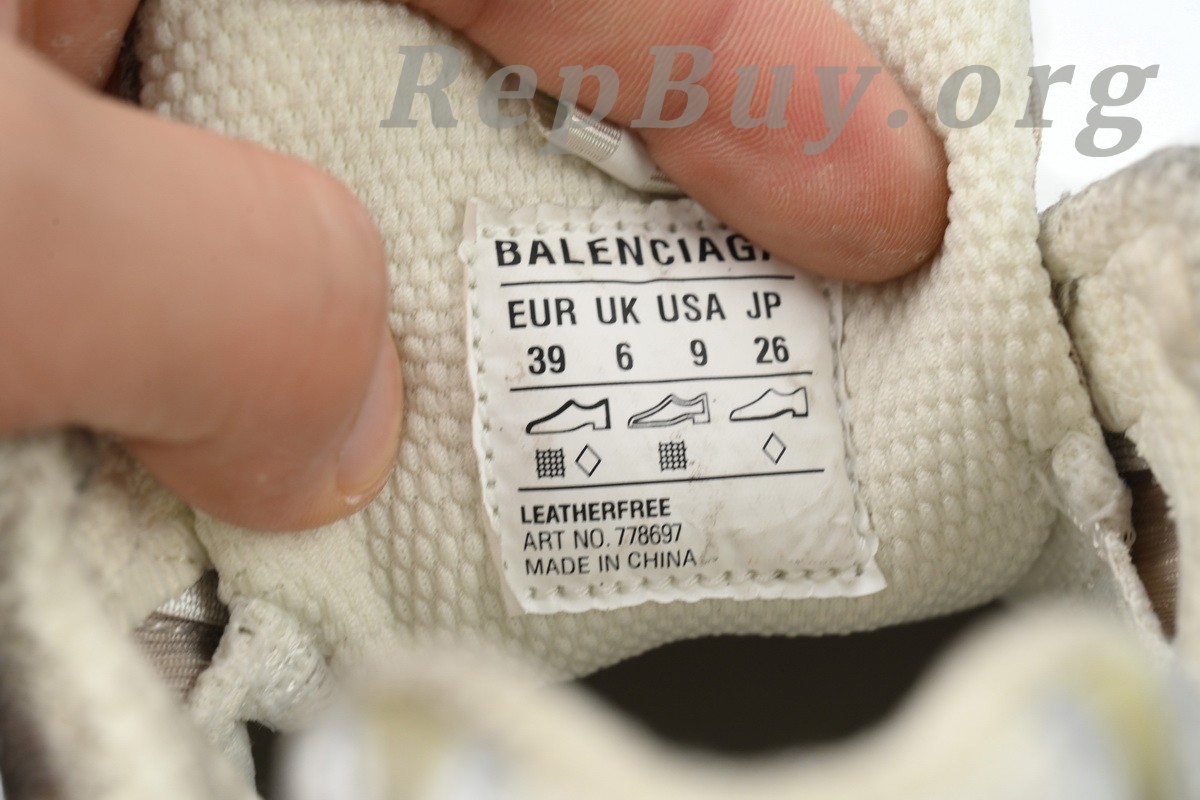 RepBuy.org
BALENCIAGA
EUR UK USA JP
39 6 9 26
LEATHERFREE
ART NO. 778697
MADE IN CHINA